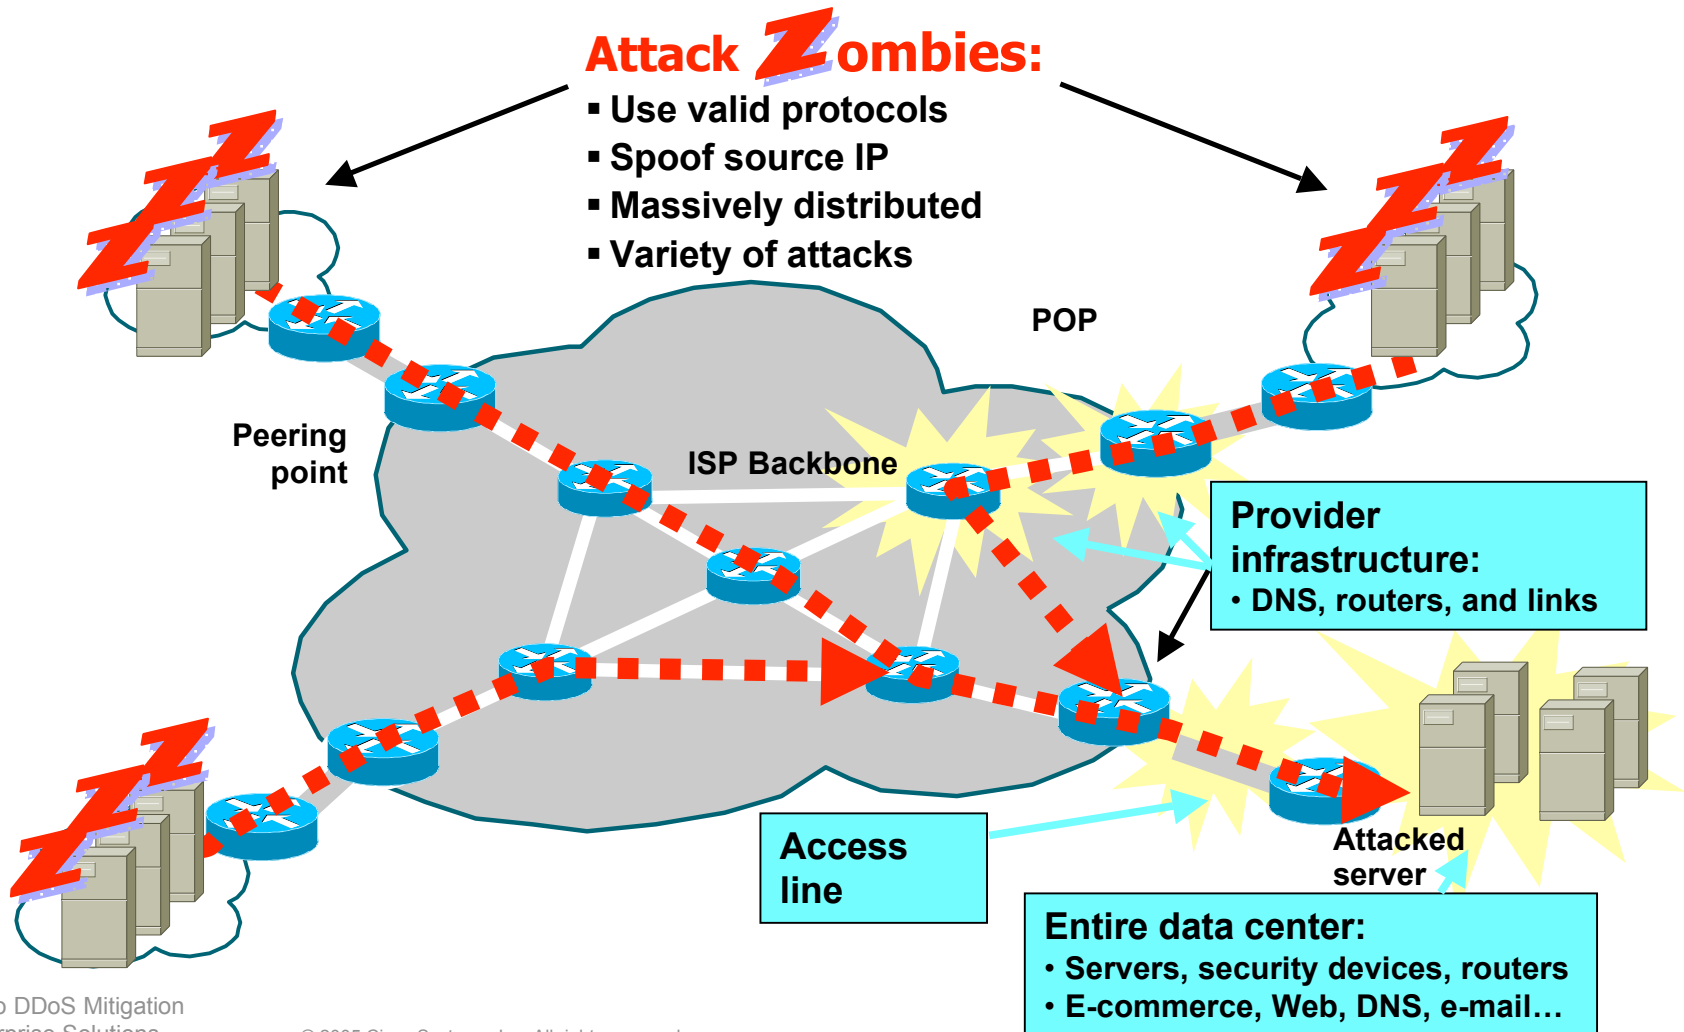 Attack Zombies:
▪ Use valid protocols
▪ Spoof source IP
▪ Massively distributed
▪ Variety of attacks
POP
Peering
point
ISP Backbone
Provider
infrastructure:
• DNS, routers, and links
Access
line
Attacked
server
Entire data center:
• Servers, security devices, routers
• E-commerce, Web, DNS, e-mail…
DDoS Mitigation
Solutions